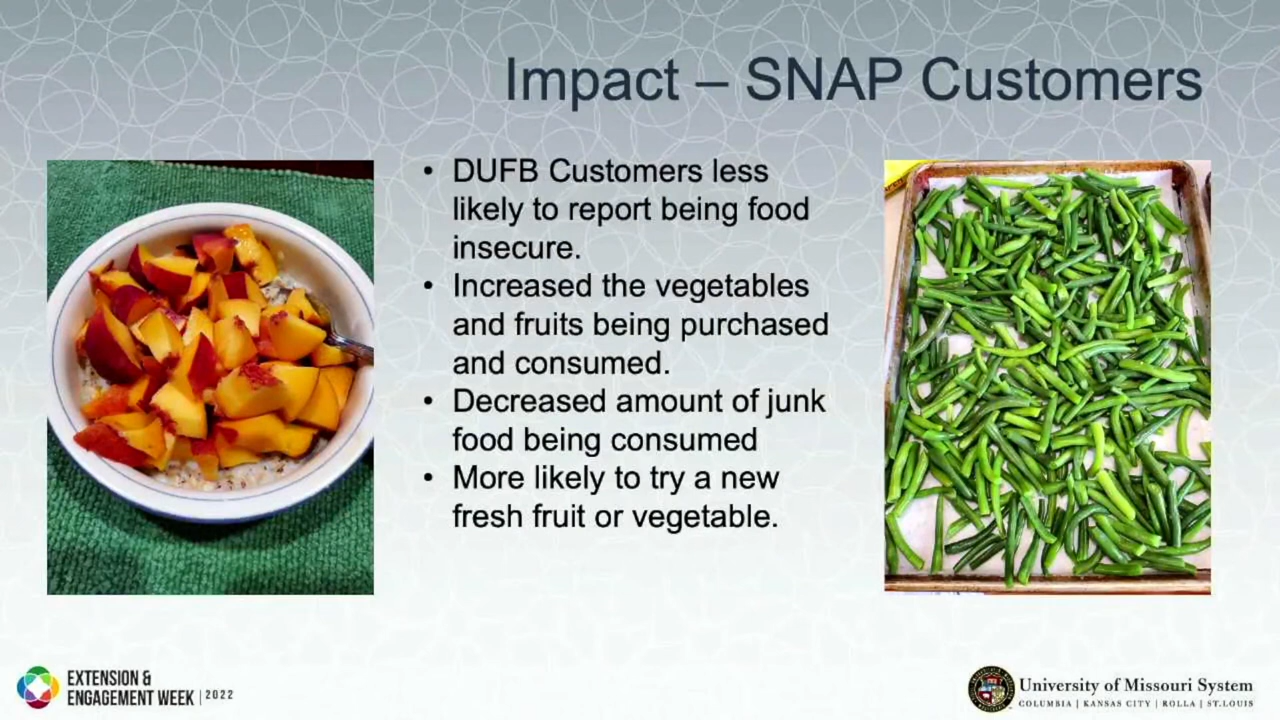 Impact – SNAP Customers
• DUFB Customers less
likely to report being food
insecure.
• Increased the vegetables
and fruits being purchased
and consumed.
• Decreased amount of junk
food being consumed
• More likely to try a new
fresh fruit or vegetable.
EXTENSION &
ENGAGEMENT WEEK | 2022
University of Missouri System
COLUMBIA | KANSAS CITY | ROLLA | ST.LOUIS